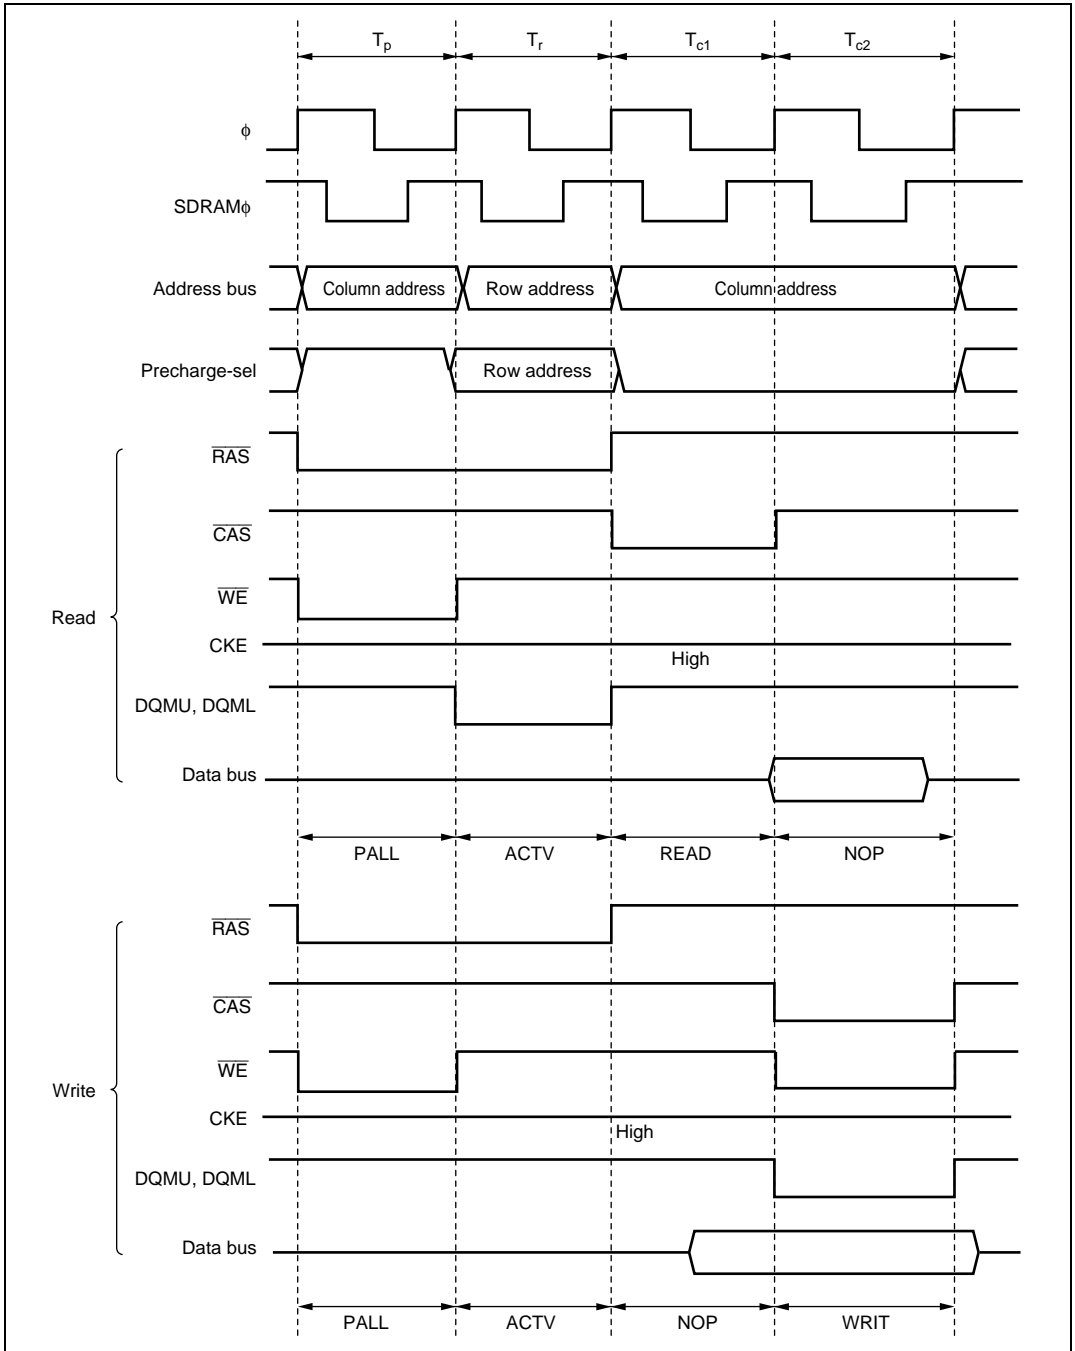 Tp Tr Tc1 Tc2
ϕ
SDRAMϕ
Address bus Column address Row address Column address
Precharge-sel Row address
RAS
CAS
WE
Read
CKE
High
DQMU, DQML
Data bus
PALL ACTV READ NOP
RAS
CAS
WE
Write
CKE
High
DQMU, DQML
Data bus
PALL ACTV NOP WRIT